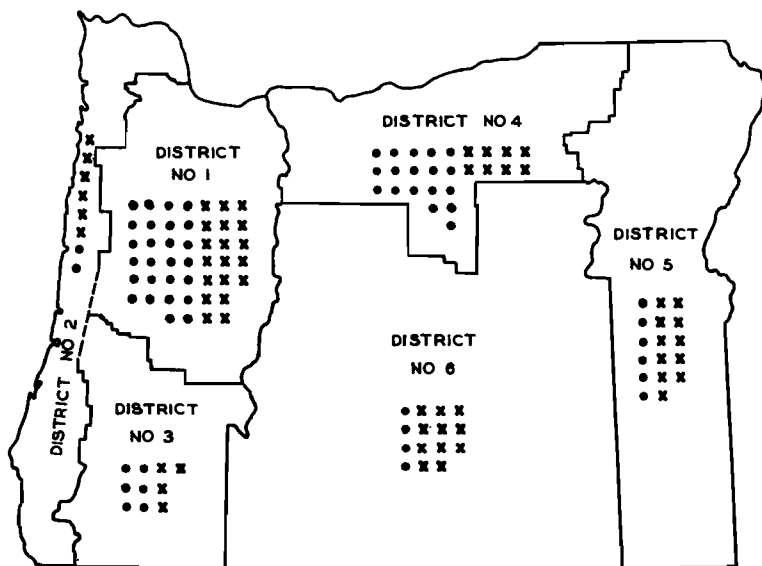 DISTRICT NO 4
DISTRICT
NO 1
DISTRICT
NO 5
DISTRICT NO 2
DISTRICT
NO 6
DISTRICT
NO 3